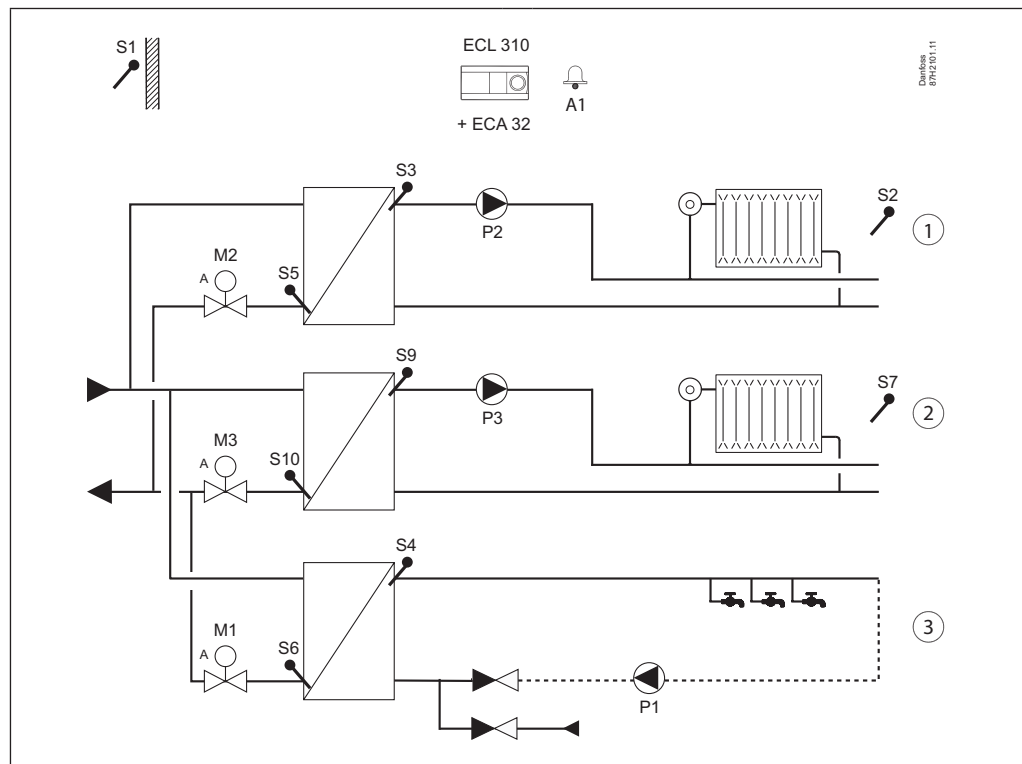 S1
ECL 310
A1
+ ECA 32
Danfoss
87H2101.11
S3
P2
S2
1
M2
A
S5
S9
P3
S7
2
M3
A
S10
S4
3
M1
A
S6
P1